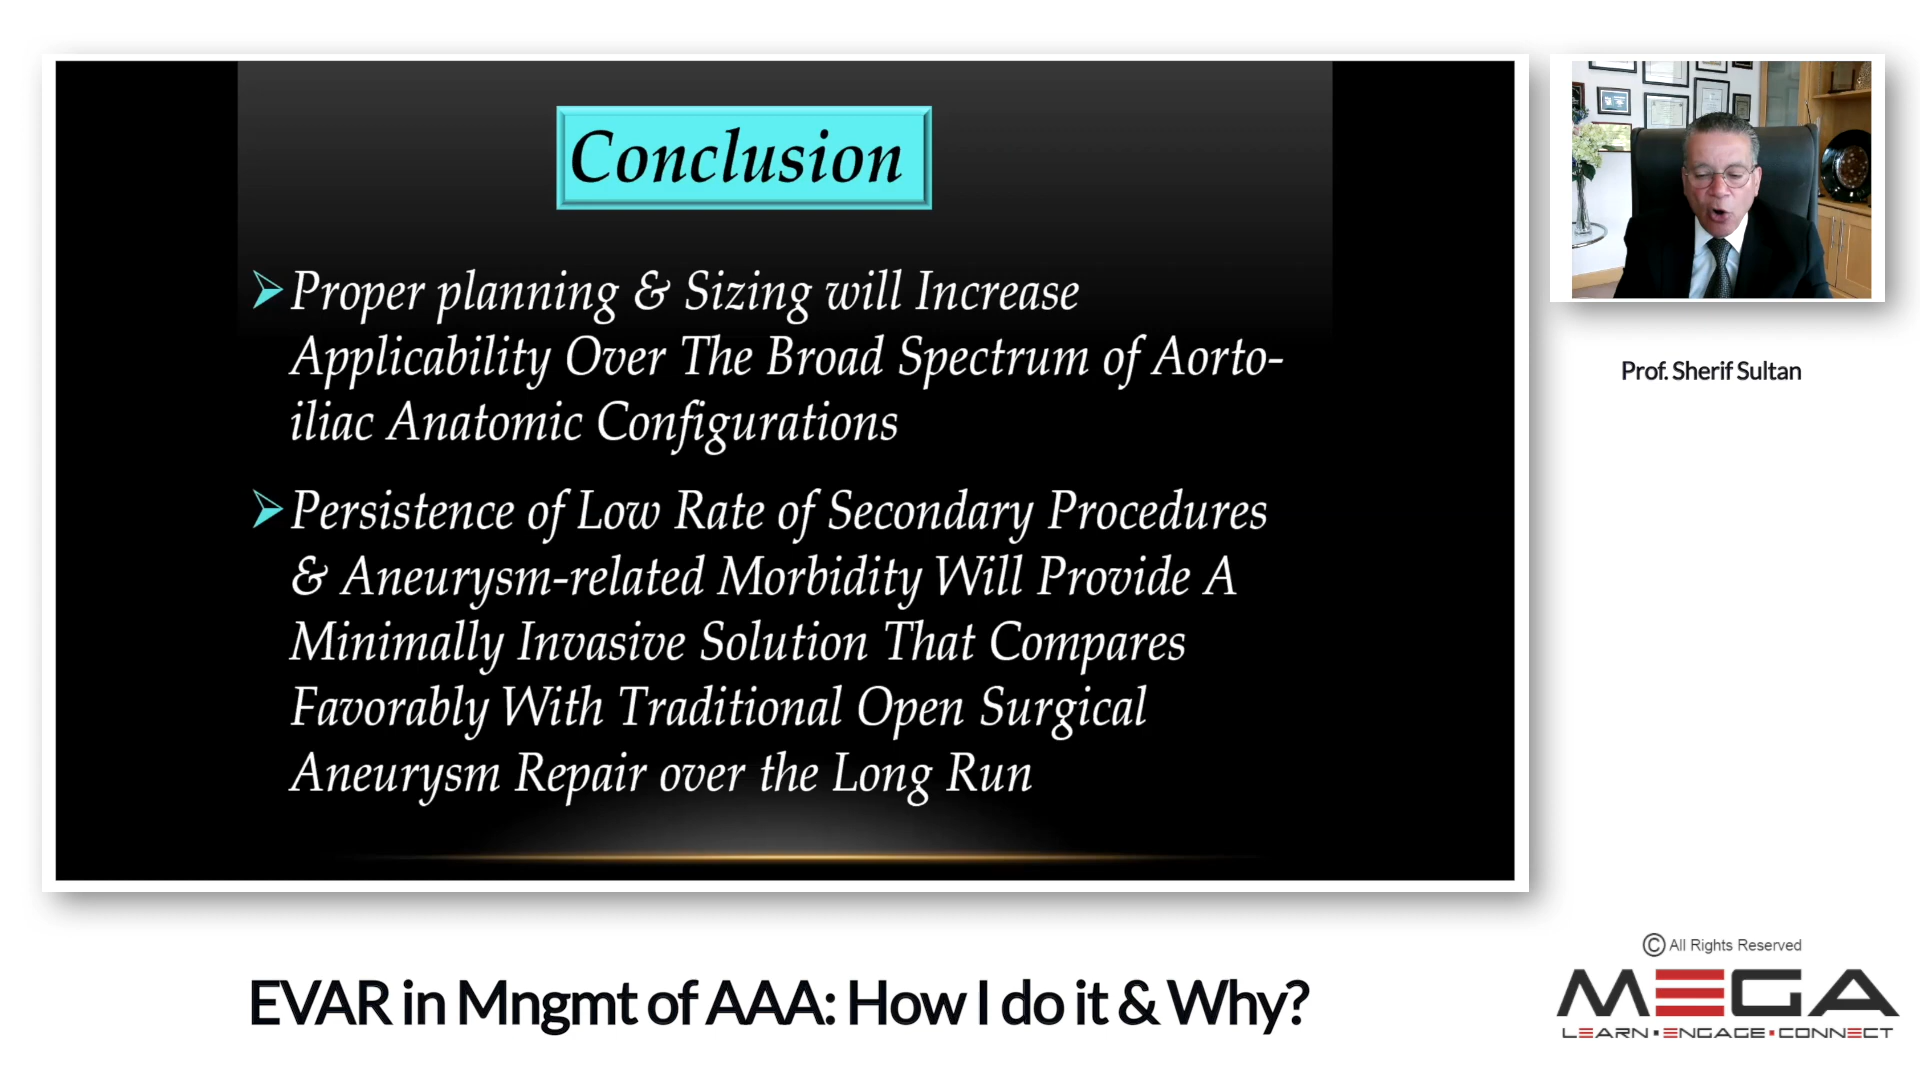 Conclusion
Proper planning & Sizing will Increase
Applicability Over The Broad Spectrum of Aorto-
iliac Anatomic Configurations
Persistence of Low Rate of Secondary Procedures
& Aneurysm-related Morbidity Will Provide A
Minimally Invasive Solution That Compares
Favorably With Traditional Open Surgical
Aneurysm Repair over the Long Run
Prof. Sherif Sultan
EVAR in Mngmt of AAA: How I do it & Why?
© All Rights Reserved
MEGA
LEARN • ENGAGE • CONNECT